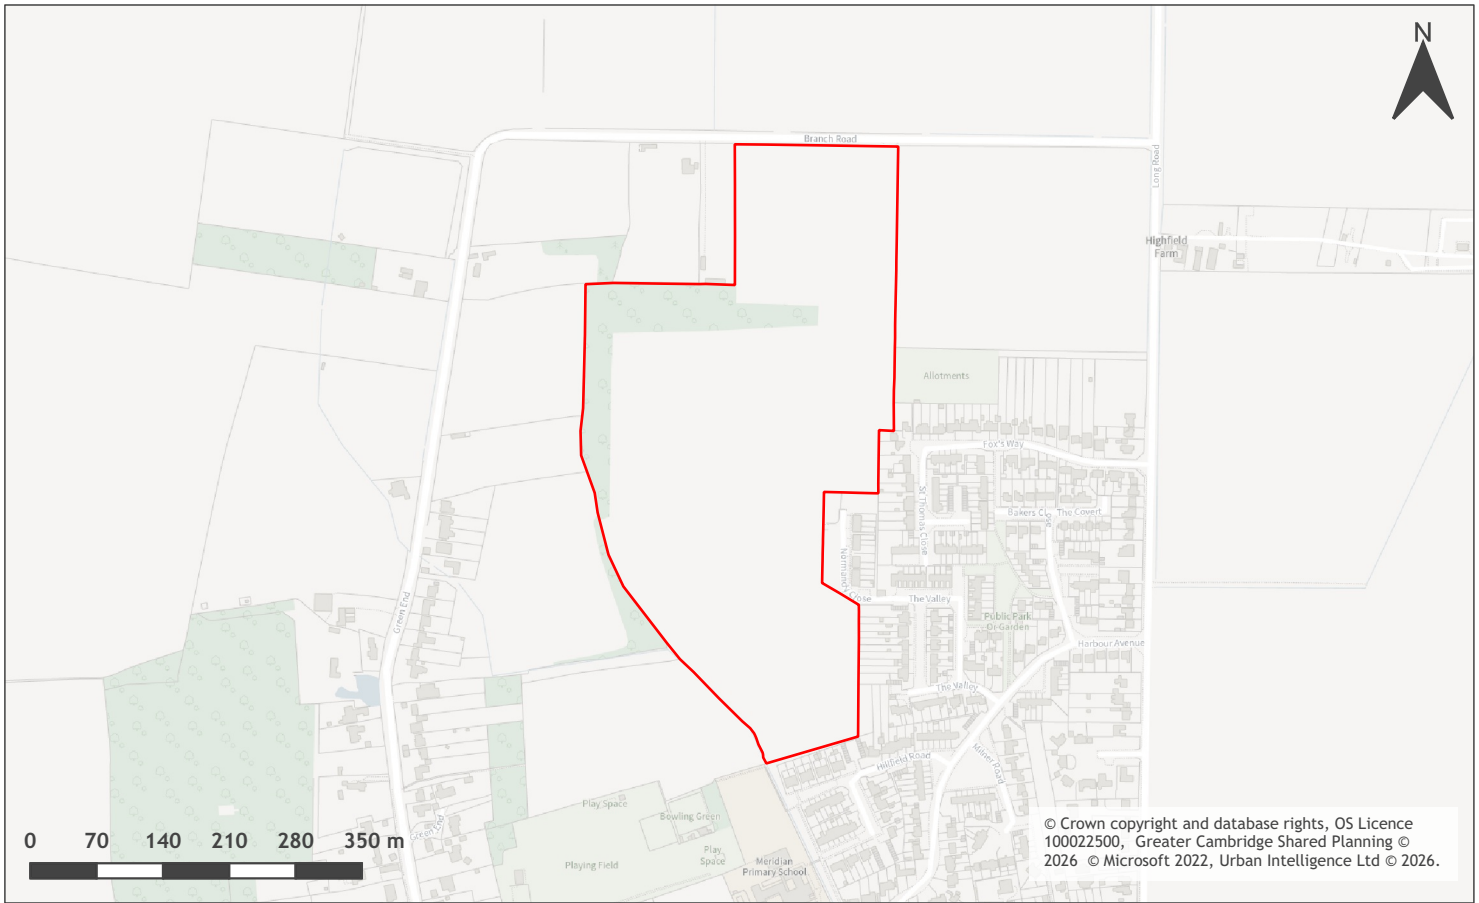 N
Branch Road
Long Road
Highfield
Farm
Allotments
Fox's Way
St Thomas Close
Bakers C
The Covert
Normandy Close
The Valley
Public Park
Or Garden
Green End
Harbour Avenue
The Valley
Hillfield Road
Milner Road
Play Space
Bowling Green
Green End
Play
Space
Playing Field
Meridian
Primary School
0 70 140 210 280 350 m
© Crown copyright and database rights, OS Licence
100022500, Greater Cambridge Shared Planning ©
2026 © Microsoft 2022, Urban Intelligence Ltd © 2026.